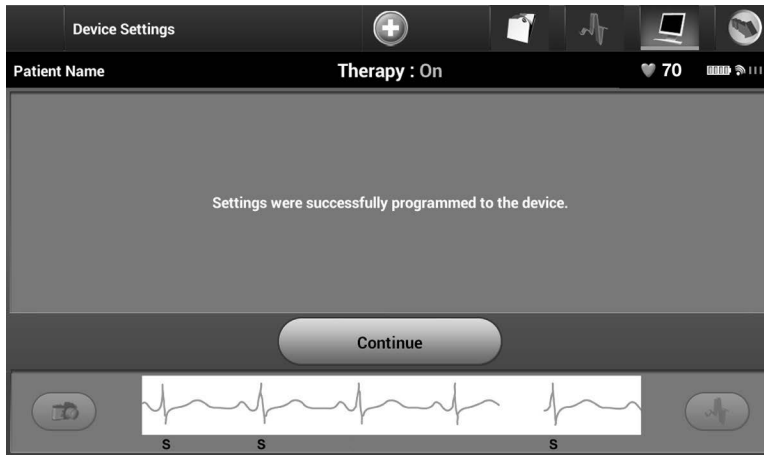 Device Settings
Patient Name
Therapy : On
70
Settings were successfully programmed to the device.
Continue
S S S